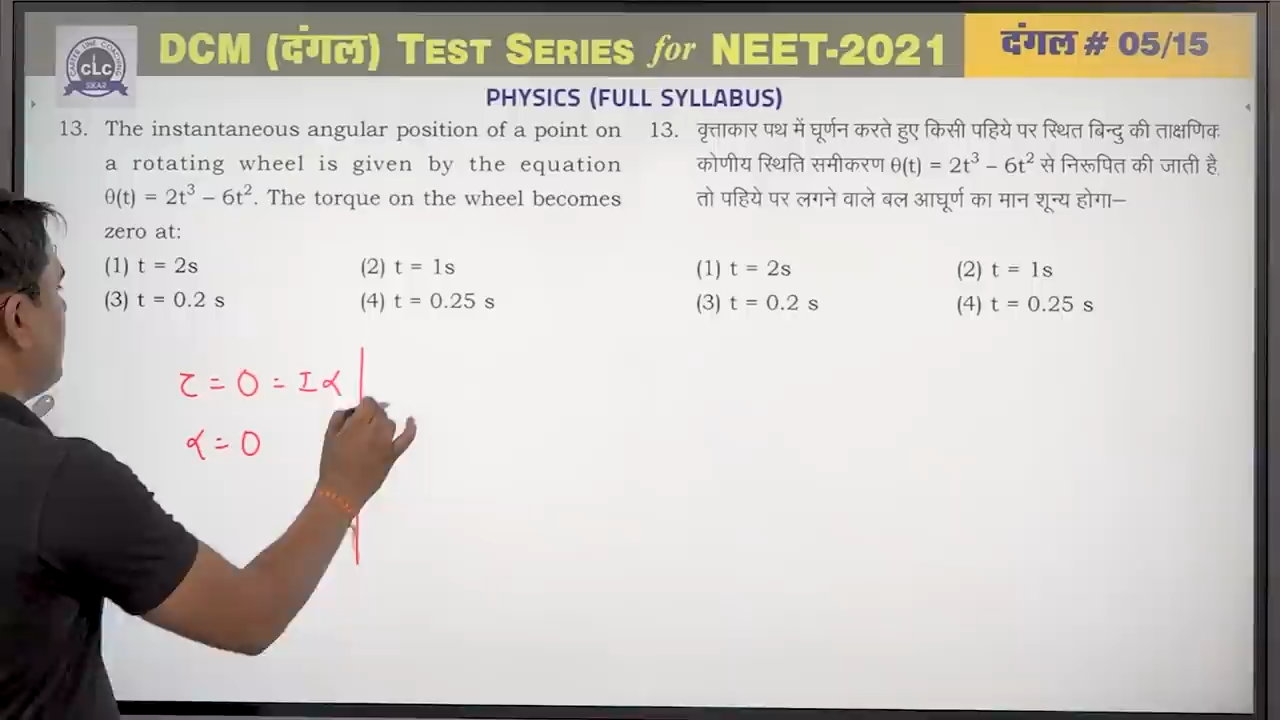 DCM (दंगल) TEST SERIES for NEET-2021
दंगल # 05/15
CAREER LINE COACHING
CLC
SIKAR
PHYSICS (FULL SYLLABUS)
13. The instantaneous angular position of a point on
a rotating wheel is given by the equation
θ(t) = 2t³ – 6t². The torque on the wheel becomes
zero at:
(1) t = 2s (2) t = 1s
(3) t = 0.2 s (4) t = 0.25 s
13. वृत्ताकार पथ में घूर्णन करते हुए किसी पहिये पर स्थित बिन्दु की ताक्षणिक
कोणीय स्थिति समीकरण θ(t) = 2t³ – 6t² से निरूपित की जाती है
तो पहिये पर लगने वाले बल आघूर्ण का मान शून्य होगा–
(1) t = 2s (2) t = 1s
(3) t = 0.2 s (4) t = 0.25 s
τ = 0 = Iα
α = 0